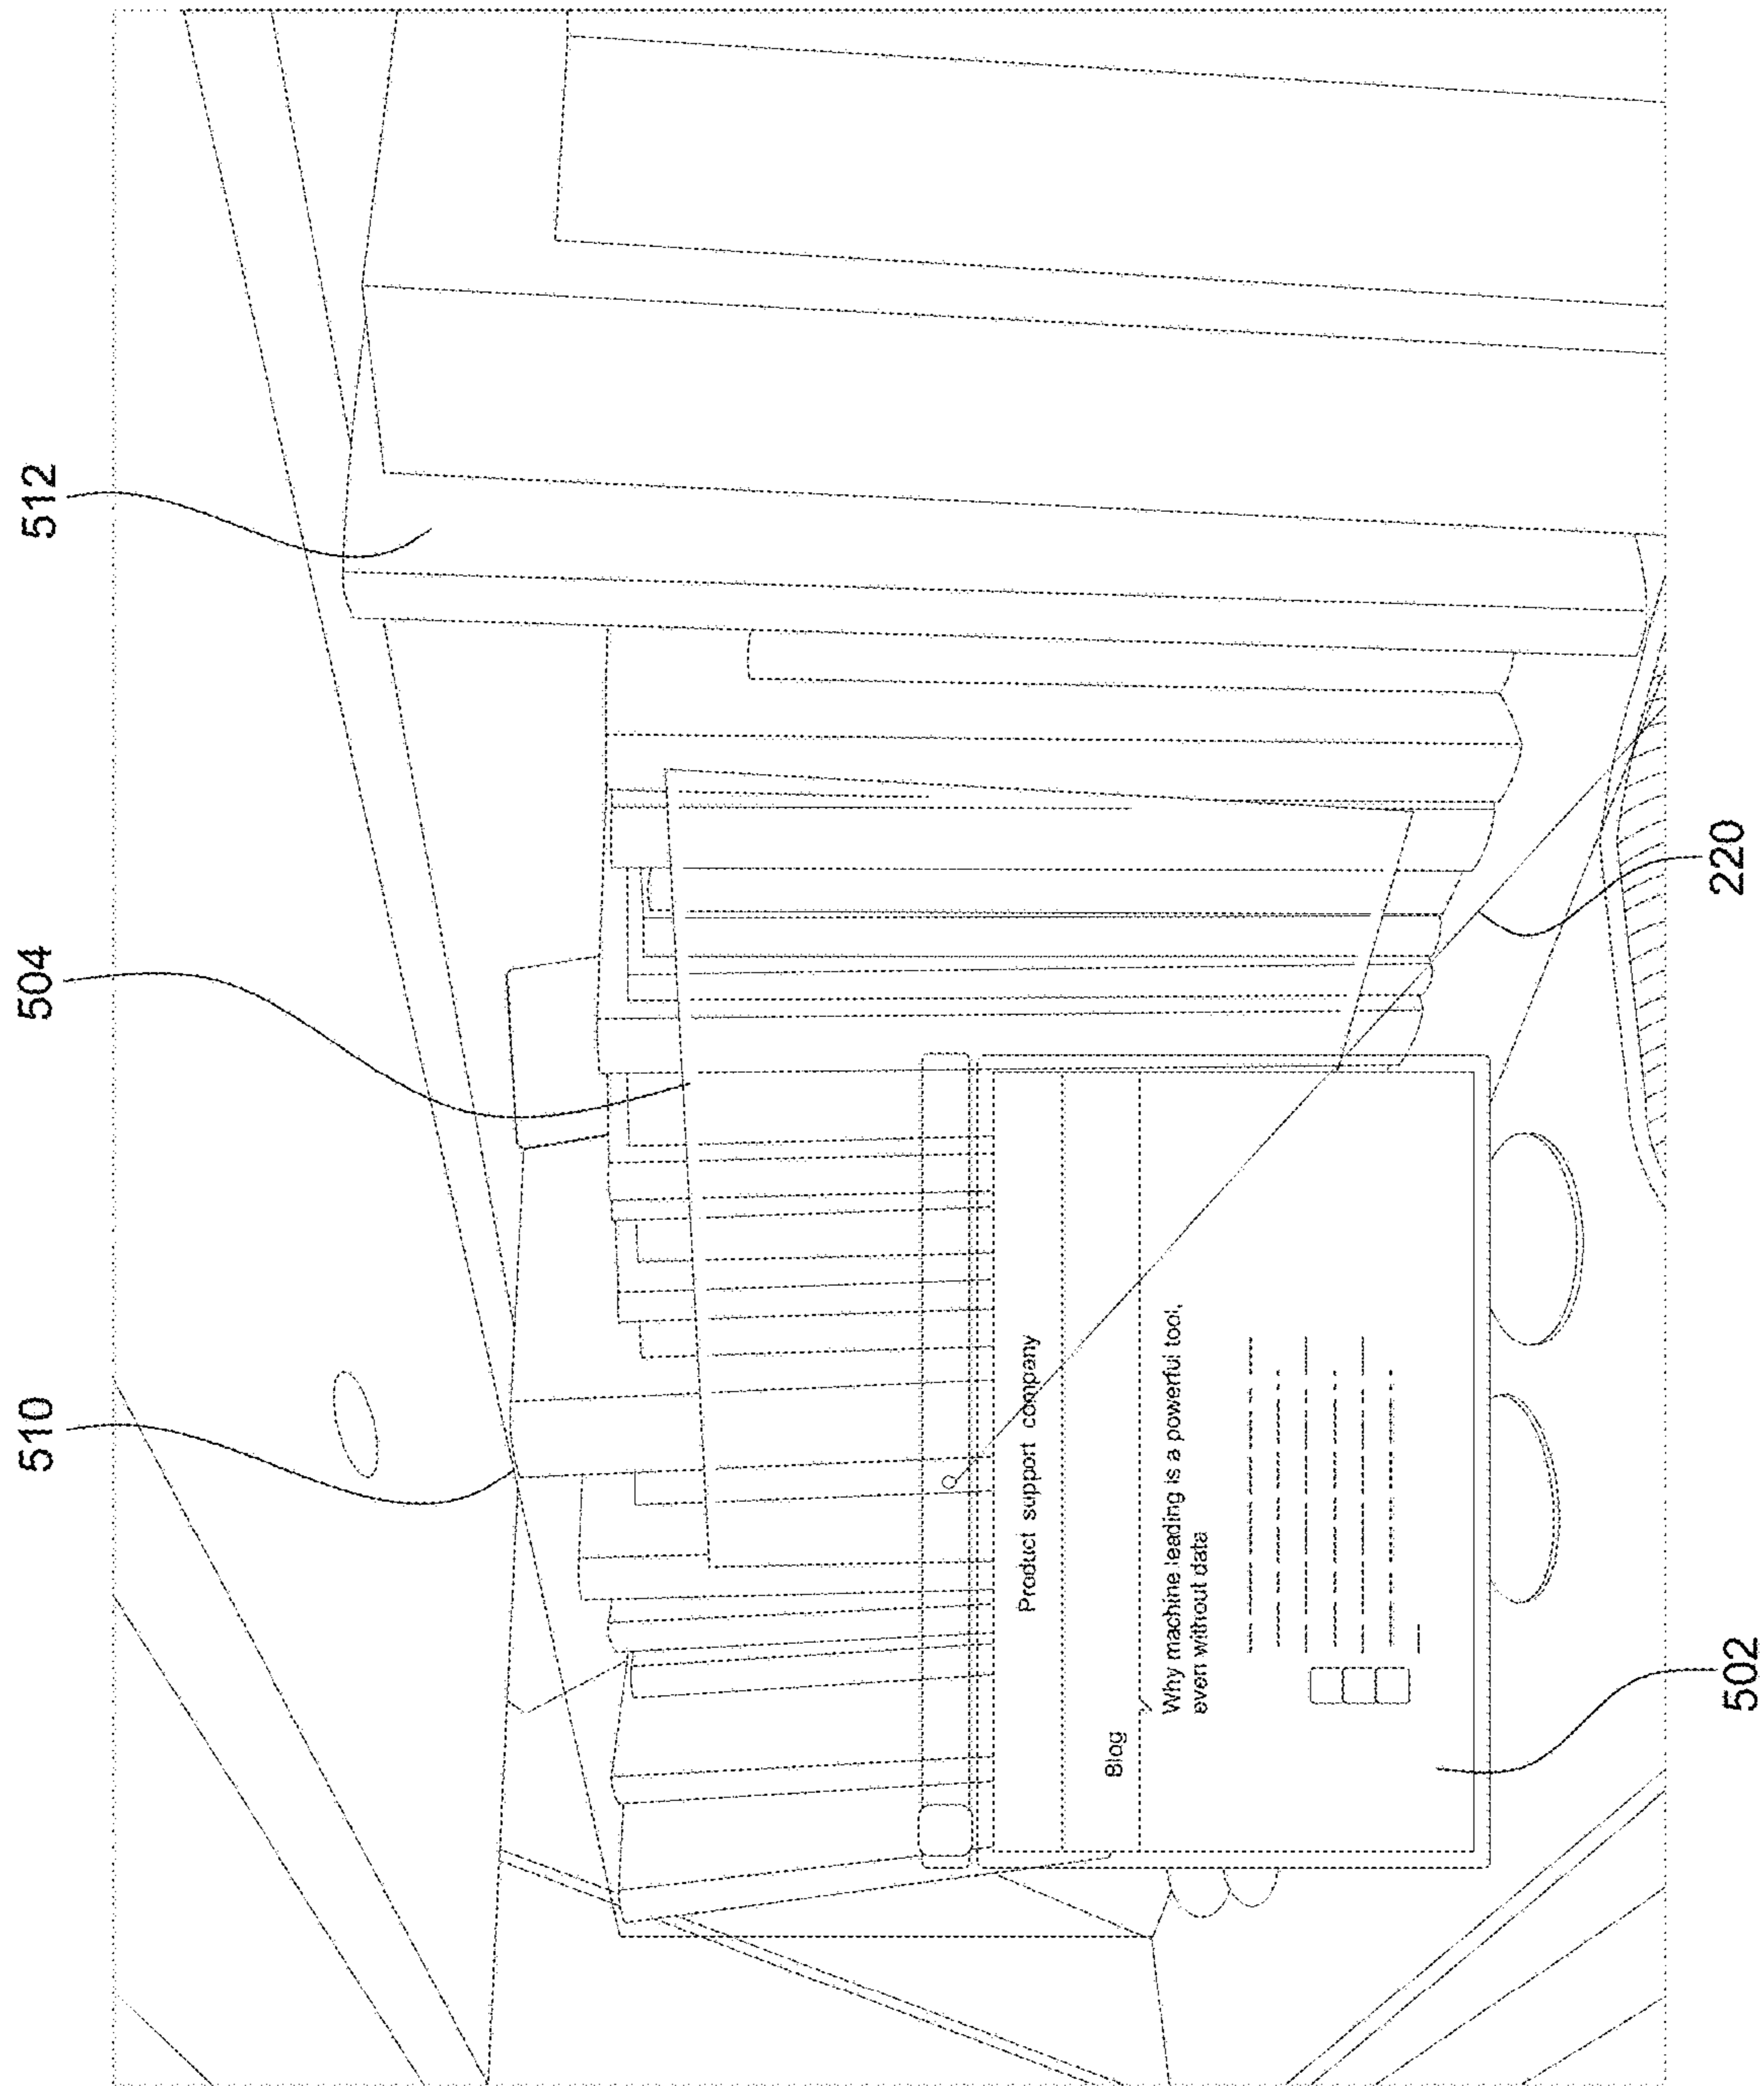 512
504
510
Product support company
Blog
Why machine leading is a powerful tool,
even without data
220
502